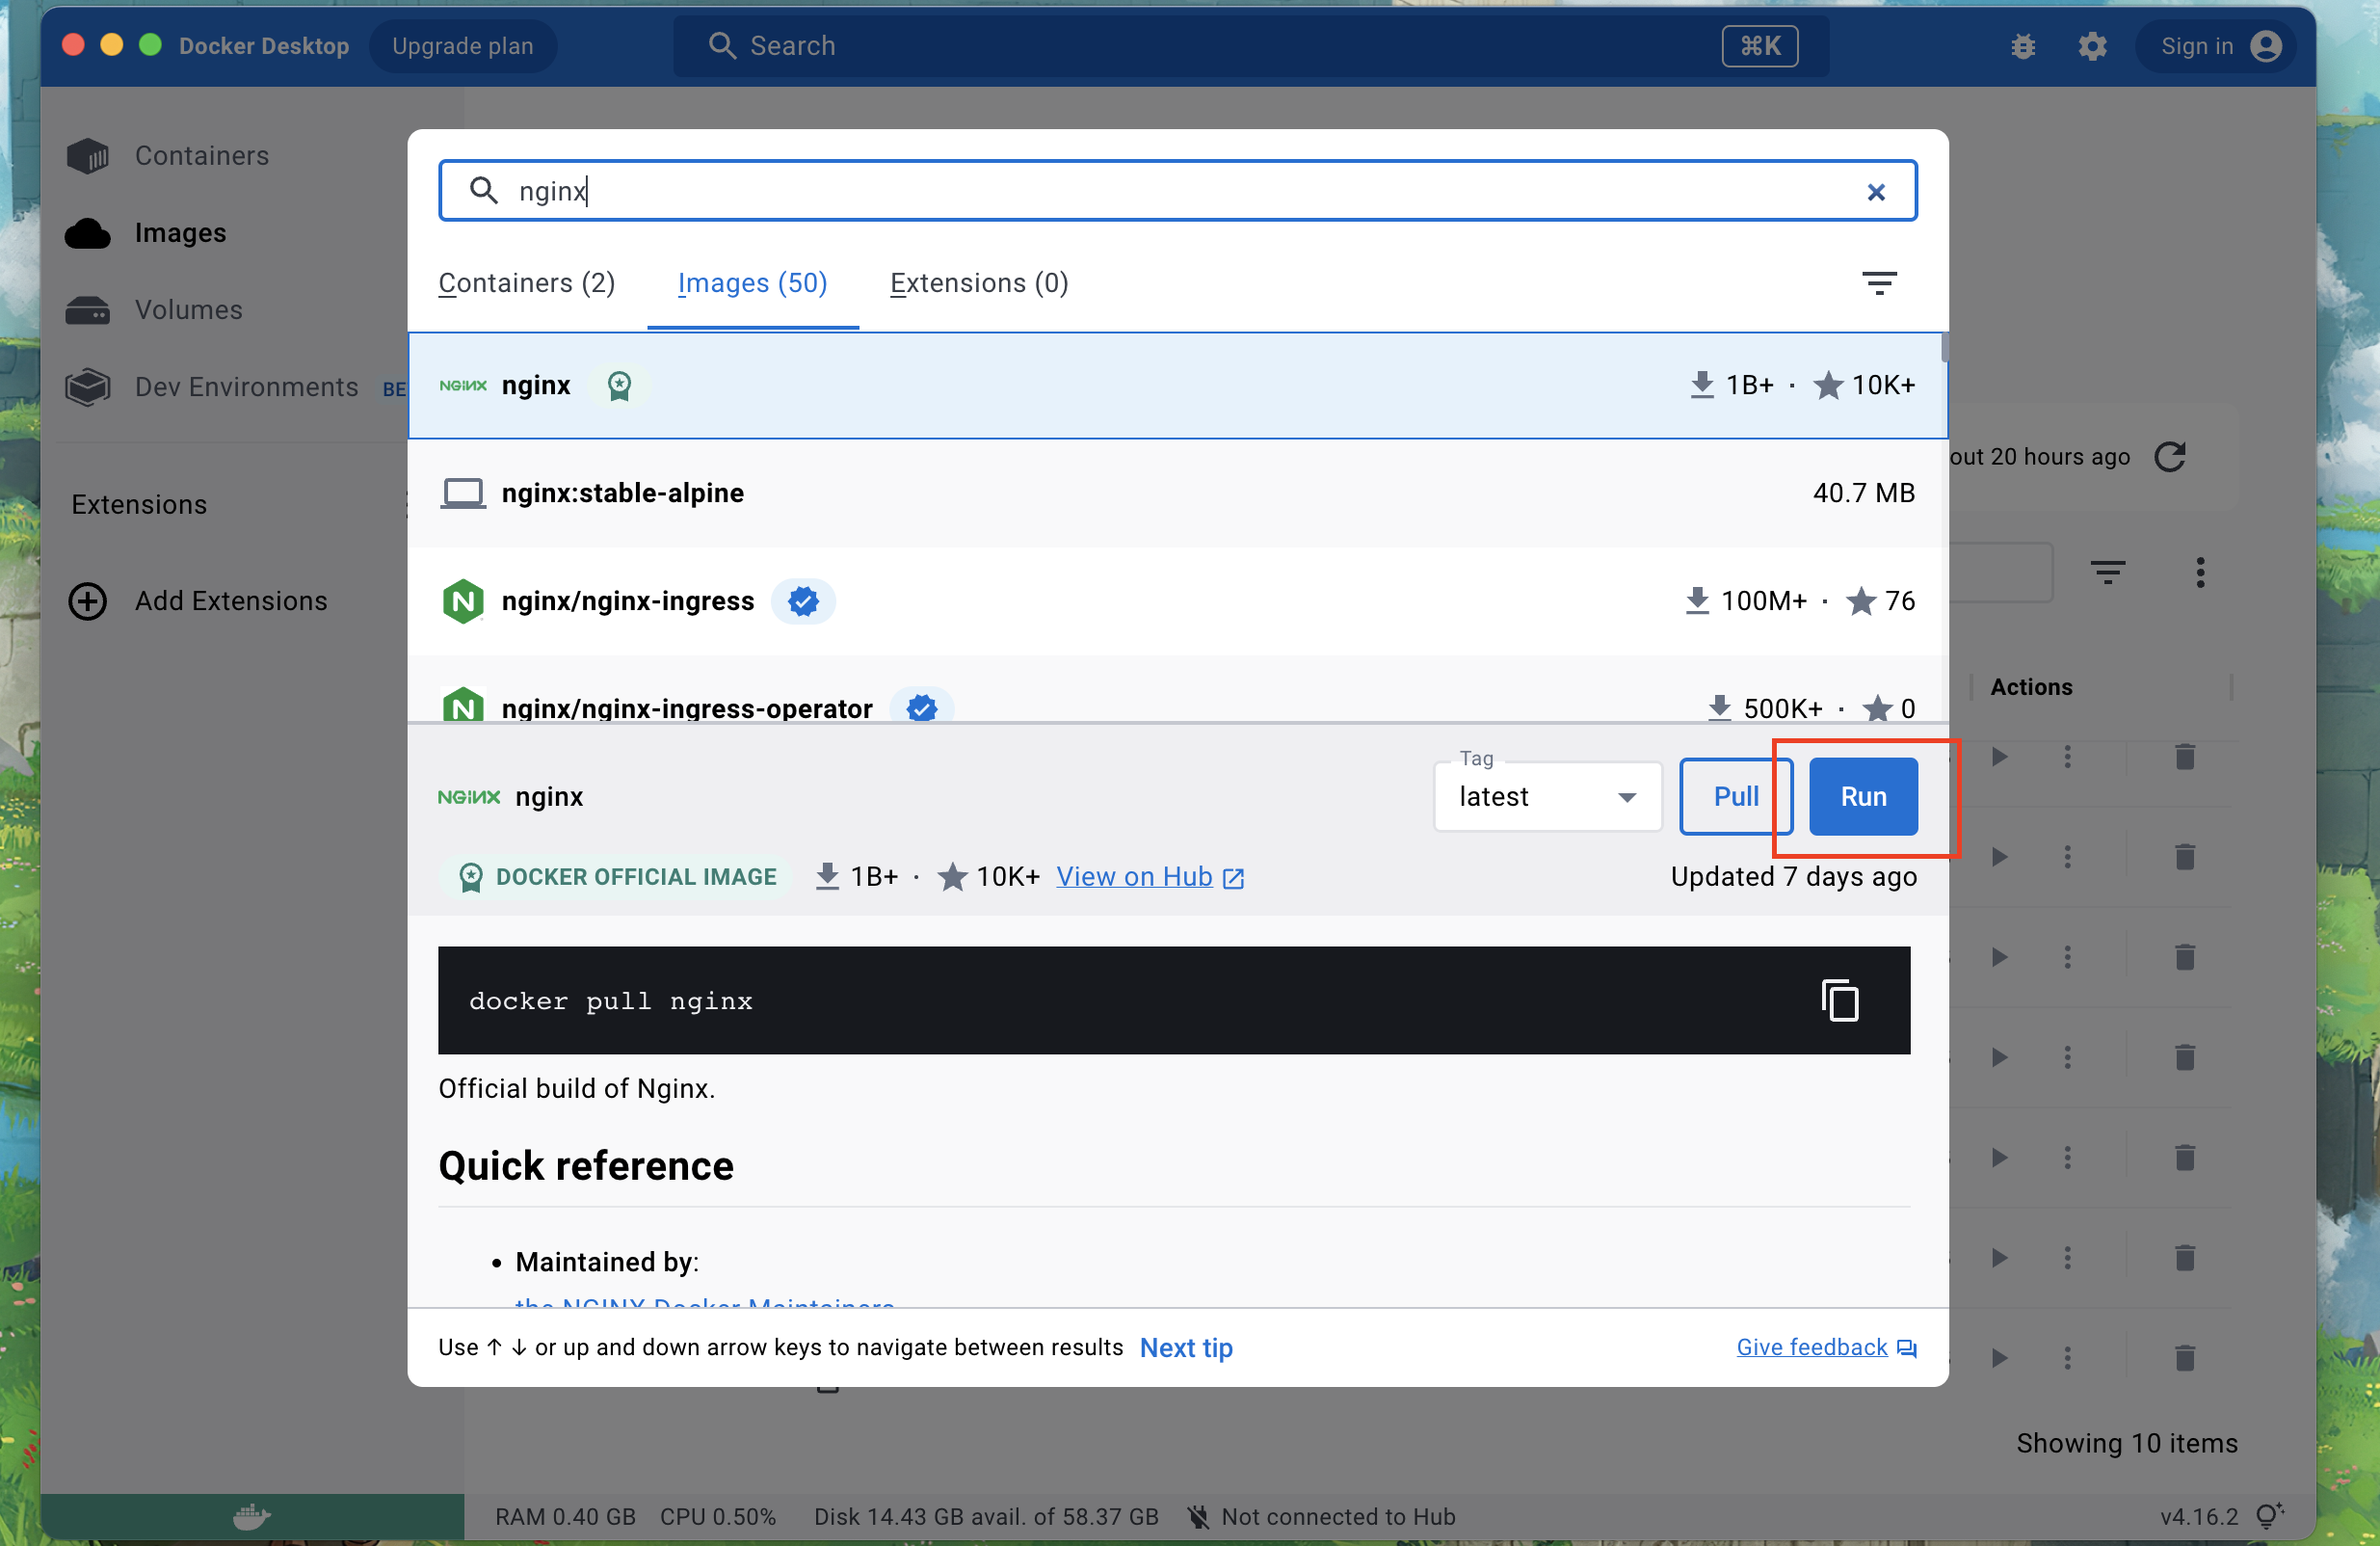 Docker Desktop
Upgrade plan
Search
⌘K
Sign in
Containers
Images
Volumes
Dev Environments BE
Extensions
Add Extensions
nginx
Containers (2)
Images (50)
Extensions (0)
NGINX nginx
1B+ · 10K+
nginx:stable-alpine
40.7 MB
N nginx/nginx-ingress
100M+ · 76
N nginx/nginx-ingress-operator
500K+ · 0
out 20 hours ago
Actions
NGINX nginx
Tag
latest
Pull
Run
DOCKER OFFICIAL IMAGE
1B+ · 10K+
View on Hub
Updated 7 days ago
docker pull nginx
Official build of Nginx.
Quick reference
• Maintained by:
the NGINX Docker Maintainers
Use ↑ ↓ or up and down arrow keys to navigate between results Next tip
Give feedback
Showing 10 items
RAM 0.40 GB CPU 0.50% Disk 14.43 GB avail. of 58.37 GB Not connected to Hub
v4.16.2